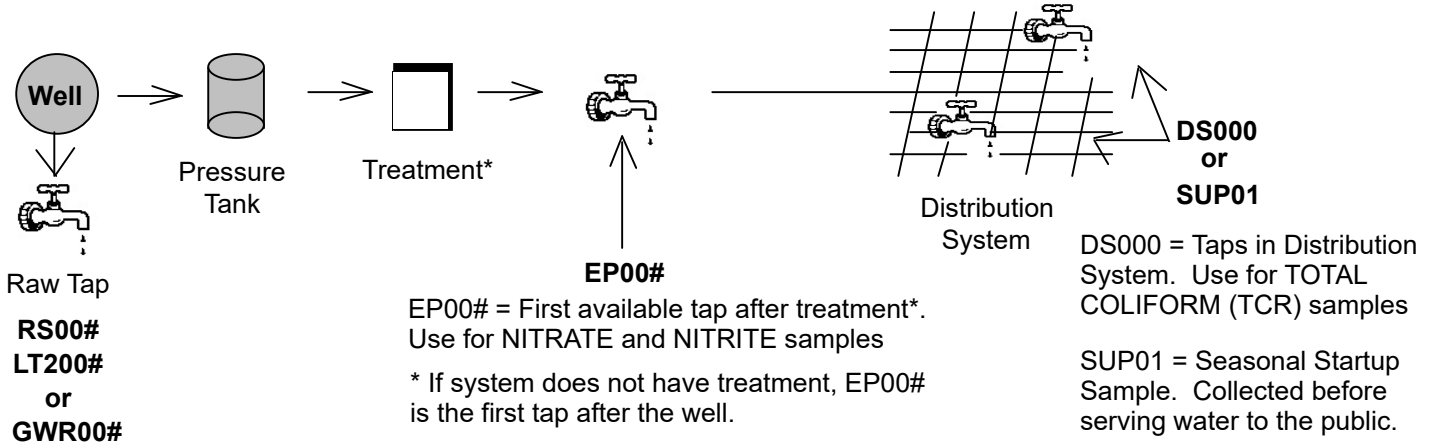 Well
Pressure
Tank
Treatment*
Raw Tap
RS00#
LT200#
or
GWR00#
EP00#
EP00# = First available tap after treatment*.
Use for NITRATE and NITRITE samples
* If system does not have treatment, EP00#
is the first tap after the well.
Distribution
System
DS000
or
SUP01
DS000 = Taps in Distribution
System.  Use for TOTAL
COLIFORM (TCR) samples
SUP01 = Seasonal Startup
Sample.  Collected before
serving water to the public.